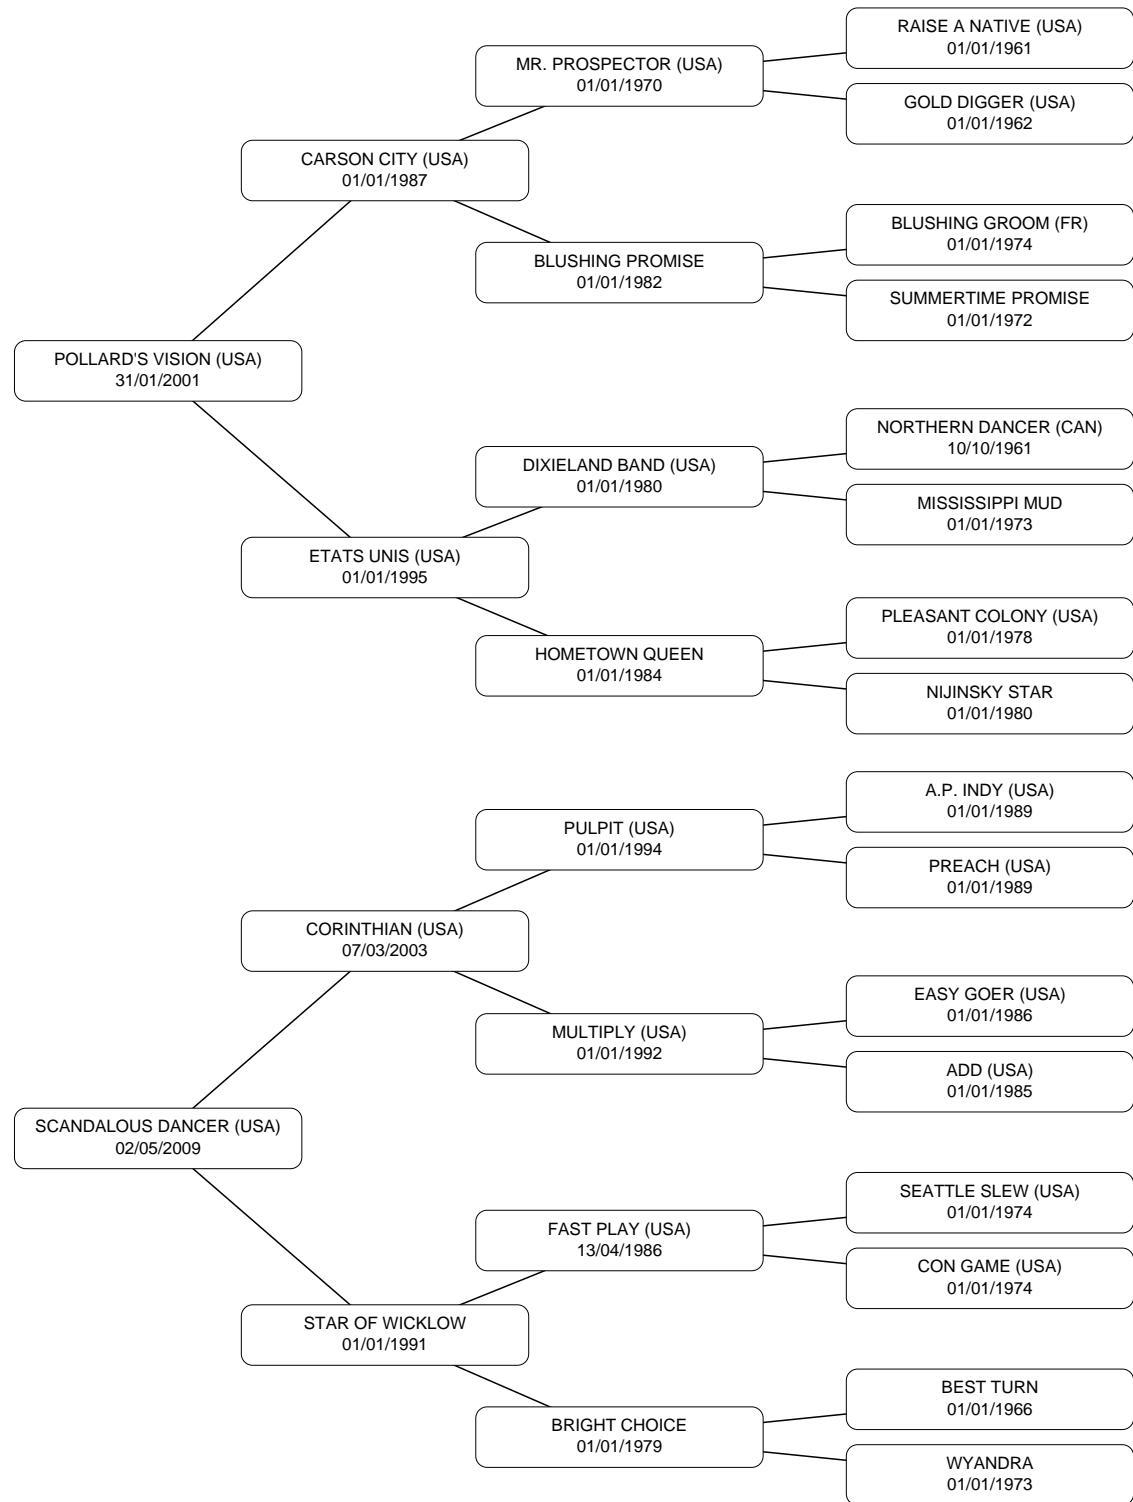 RAISE A NATIVE (USA)
01/01/1961
MR. PROSPECTOR (USA)
01/01/1970
GOLD DIGGER (USA)
01/01/1962
CARSON CITY (USA)
01/01/1987
BLUSHING GROOM (FR)
01/01/1974
BLUSHING PROMISE
01/01/1982
SUMMERTIME PROMISE
01/01/1972
POLLARD'S VISION (USA)
31/01/2001
NORTHERN DANCER (CAN)
10/10/1961
DIXIELAND BAND (USA)
01/01/1980
MISSISSIPPI MUD
01/01/1973
ETATS UNIS (USA)
01/01/1995
PLEASANT COLONY (USA)
01/01/1978
HOMETOWN QUEEN
01/01/1984
NIJINSKY STAR
01/01/1980
A.P. INDY (USA)
01/01/1989
PULPIT (USA)
01/01/1994
PREACH (USA)
01/01/1989
CORINTHIAN (USA)
07/03/2003
EASY GOER (USA)
01/01/1986
MULTIPLY (USA)
01/01/1992
ADD (USA)
01/01/1985
SCANDALOUS DANCER (USA)
02/05/2009
SEATTLE SLEW (USA)
01/01/1974
FAST PLAY (USA)
13/04/1986
CON GAME (USA)
01/01/1974
STAR OF WICKLOW
01/01/1991
BEST TURN
01/01/1966
BRIGHT CHOICE
01/01/1979
WYANDRA
01/01/1973